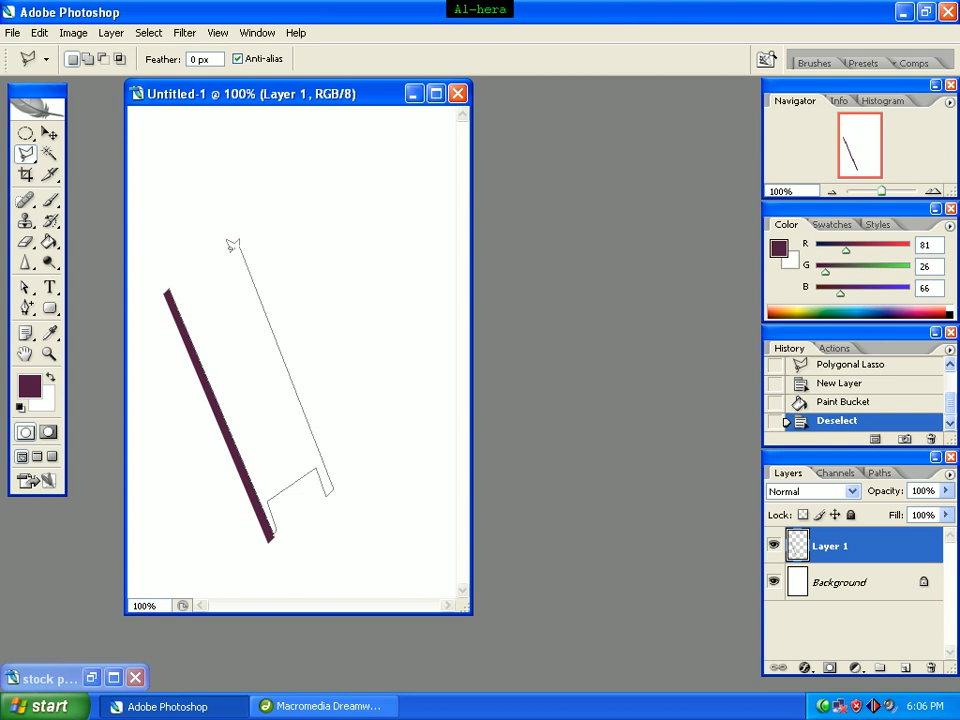 Al-hera
Adobe Photoshop
File Edit Image Layer Select Filter View Window Help
Feather: 0 px Anti-alias
Brushes Presets Comps
Untitled-1 @ 100% (Layer 1, RGB/8)
Navigator Info Histogram
100%
Color Swatches Styles
R 81
G 26
B 66
History Actions
Polygonal Lasso
New Layer
Paint Bucket
Deselect
Layers Channels Paths
Normal Opacity: 100%
Lock: Fill: 100%
Layer 1
Background
100%
stock p...
start Adobe Photoshop Macromedia Dreamw... 6:06 PM